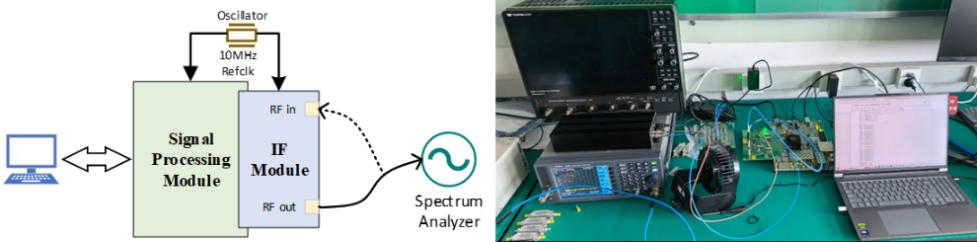 Oscillator
10MHz
Refclk
RF in
Signal
Processing
Module
IF
Module
RF out
Spectrum
Analyzer